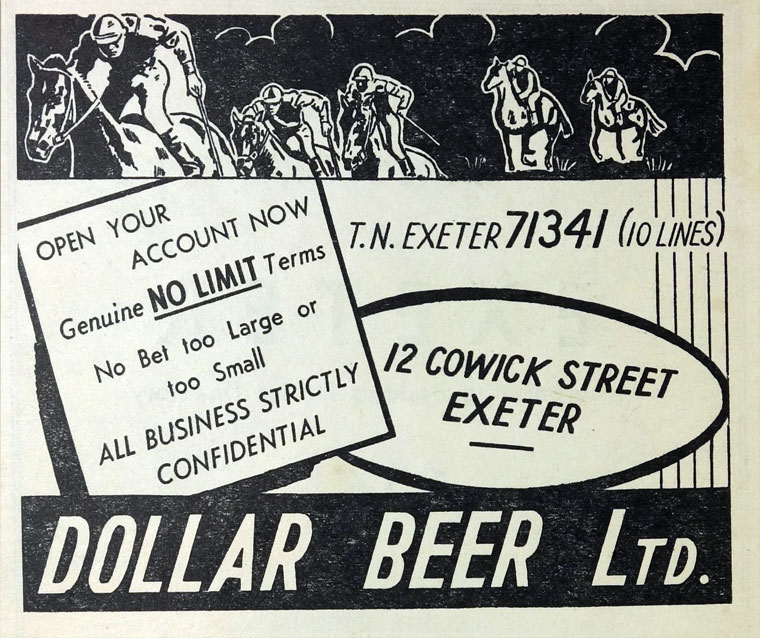 OPEN YOUR
ACCOUNT NOW
Genuine NO LIMIT Terms
No Bet too Large or
too Small
ALL BUSINESS STRICTLY
CONFIDENTIAL
T.N. EXETER 71341 (10 LINES)
12 COWICK STREET
EXETER
DOLLAR BEER LTD.